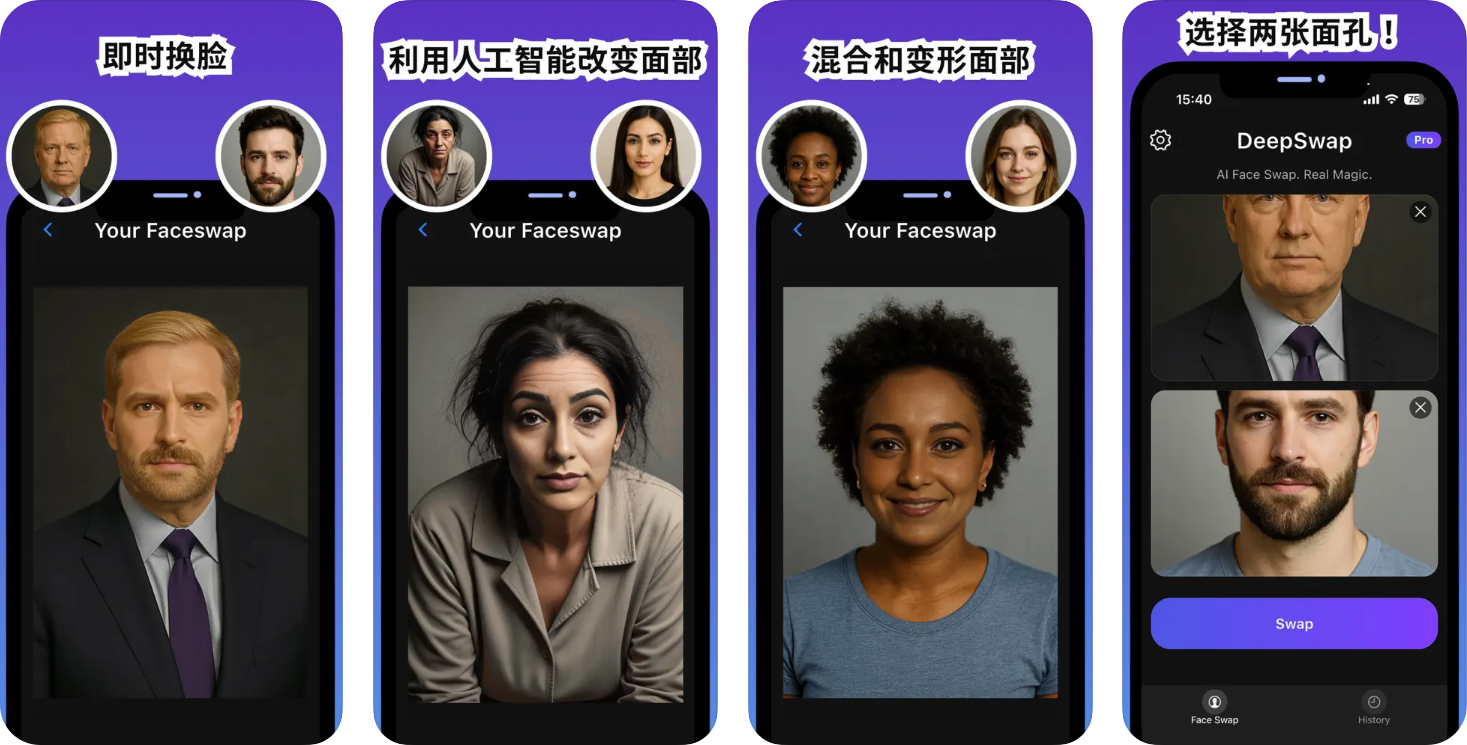 即时换脸
Your Faceswap
利用人工智能改变面部
Your Faceswap
混合和变形面部
Your Faceswap
选择两张面孔！
15:40
75
DeepSwap
Pro
AI Face Swap. Real Magic.
Swap
Face Swap
History